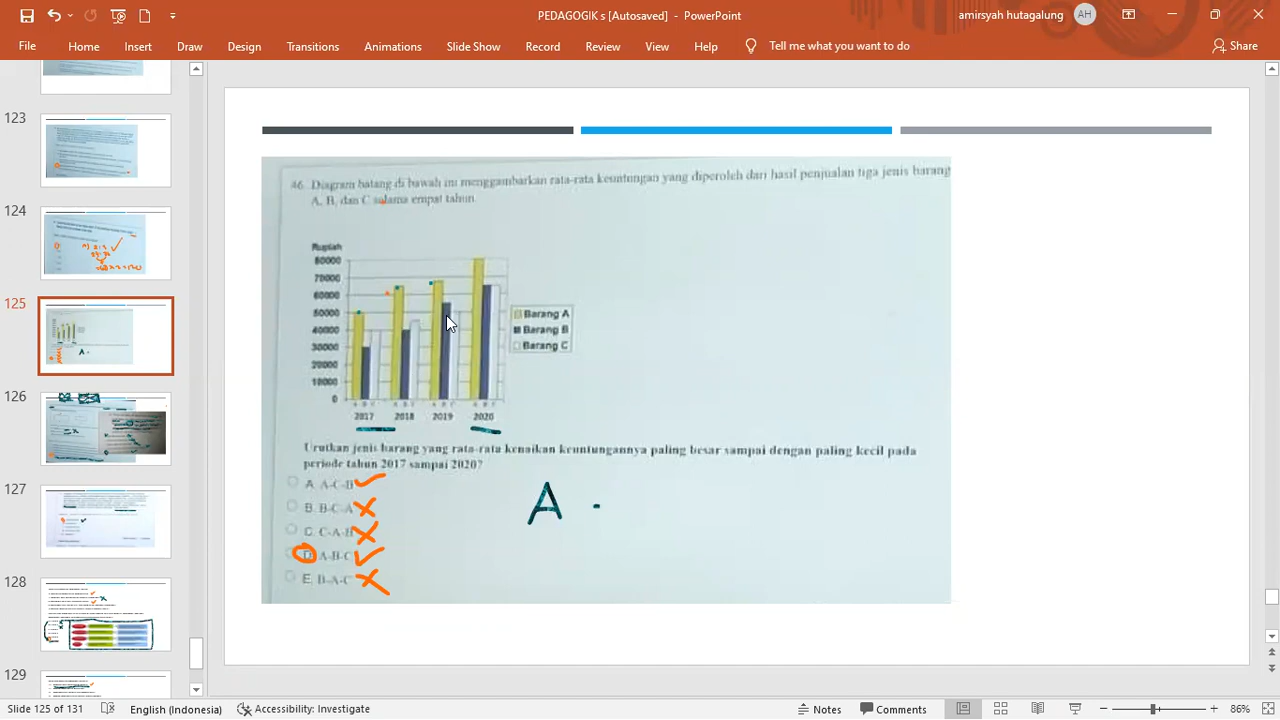 PEDAGOGIK s [Autosaved] - PowerPoint
amirsyah hutagalung
AH
File Home Insert Draw Design Transitions Animations Slide Show Record Review View Help Tell me what you want to do
Share
123
124
125
126
127
128
129
46. Diagram batang di bawah ini menggambarkan rata-rata keuntungan yang diperoleh dari hasil penjualan tiga jenis barang
A, B, dan C selama empat tahun.
Rupiah
80000
70000
60000
50000
40000
30000
20000
10000
0
2017 2018 2019 2020
Barang A
Barang B
Barang C
Urutkan jenis barang yang rata-rata kenaikan keuntungannya paling besar sampai dengan paling kecil pada
periode tahun 2017 sampai 2020?
A. A-C-B
B. B-C-A
C. C-A-B
D. A-B-C
E. B-A-C
A -
Slide 125 of 131
English (Indonesia)
Accessibility: Investigate
Notes
Comments
86%